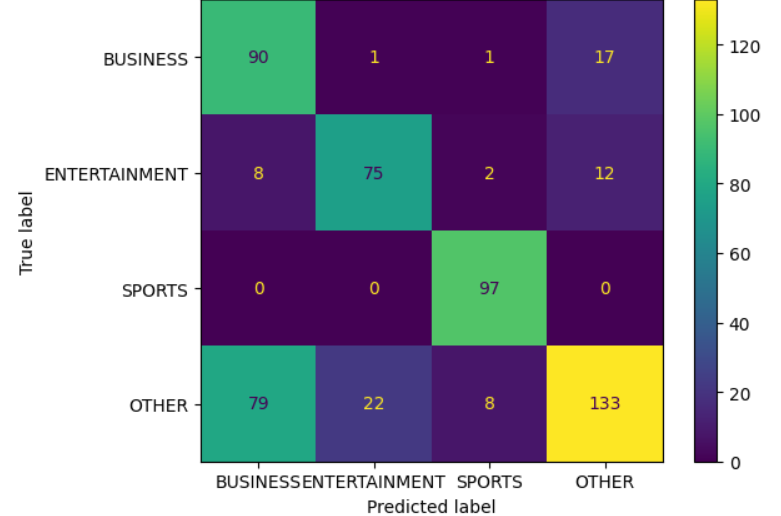 BUSINESS 90 1 1 17
ENTERTAINMENT 8 75 2 12
SPORTS 0 0 97 0
OTHER 79 22 8 133
BUSINESS ENTERTAINMENT SPORTS OTHER
Predicted label
True label
120
100
80
60
40
20
0